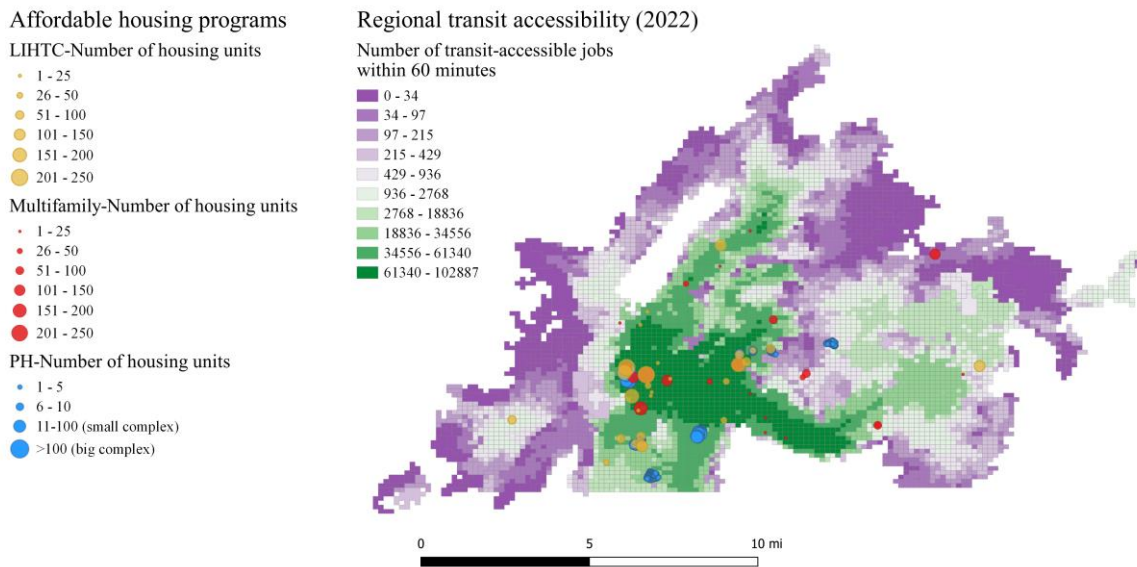 Affordable housing programs
LIHTC-Number of housing units
1 - 25
26 - 50
51 - 100
101 - 150
151 - 200
201 - 250
Multifamily-Number of housing units
1 - 25
26 - 50
51 - 100
101 - 150
151 - 200
201 - 250
PH-Number of housing units
1 - 5
6 - 10
11-100 (small complex)
>100 (big complex)
Regional transit accessibility (2022)
Number of transit-accessible jobs
within 60 minutes
0 - 34
34 - 97
97 - 215
215 - 429
429 - 936
936 - 2768
2768 - 18836
18836 - 34556
34556 - 61340
61340 - 102887
0 5 10 mi